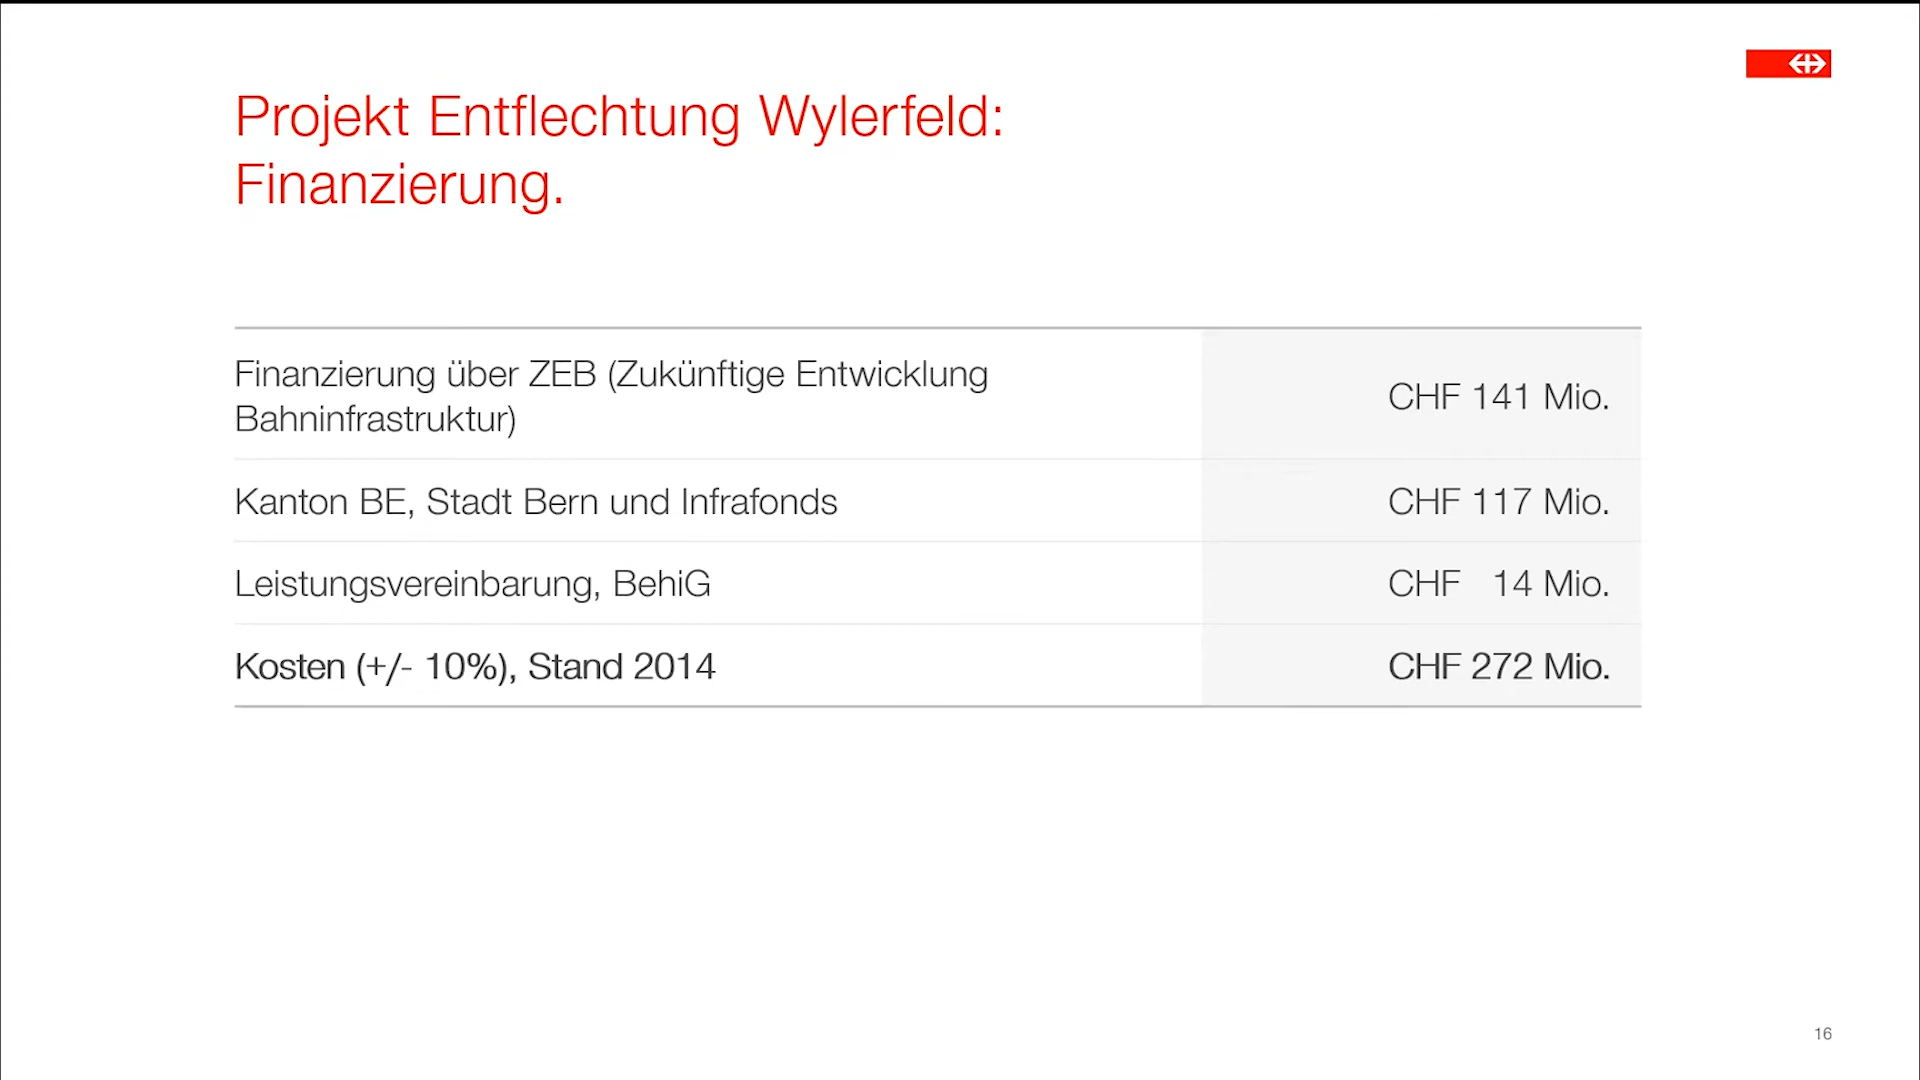 Projekt Entflechtung Wylerfeld:
Finanzierung.
Finanzierung über ZEB (Zukünftige Entwicklung
Bahninfrastruktur)
CHF 141 Mio.
Kanton BE, Stadt Bern und Infrafonds
CHF 117 Mio.
Leistungsvereinbarung, BehiG
CHF 14 Mio.
Kosten (+/- 10%), Stand 2014
CHF 272 Mio.
16